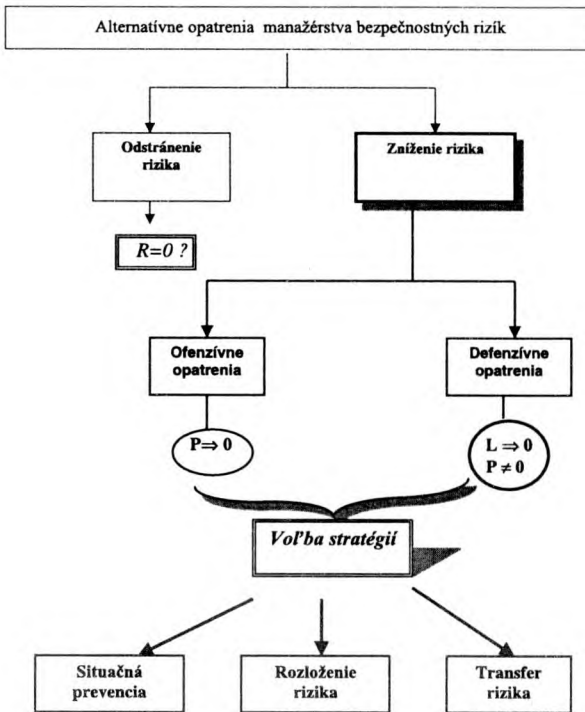 Alternatívne opatrenia manažérstva bezpečnostných rizík
Odstránenie
rizika
Zníženie rizika
R=0 ?
Ofenzívne
opatrenia
Defenzívne
opatrenia
P⇒ 0
L ⇒ 0
P ≠ 0
Voľba stratégií
Situačná
prevencia
Rozloženie
rizika
Transfer
rizika